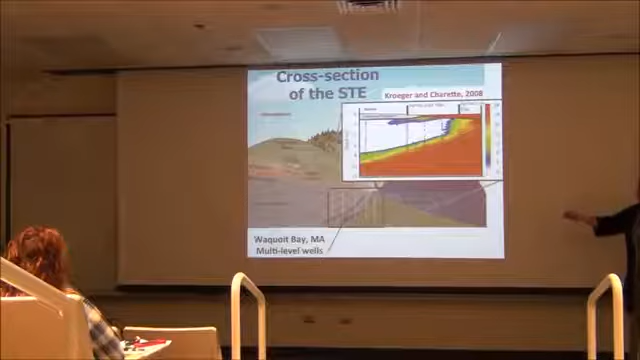 Cross-section
of the STE
Kroeger and Charette, 2008
Waquoit Bay, MA
Multi-level wells